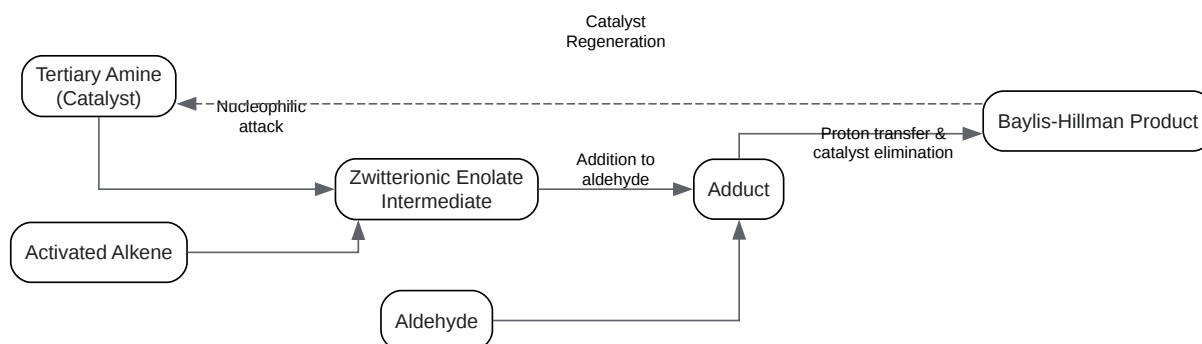 Catalyst
Regeneration
Tertiary Amine
(Catalyst)
Nucleophilic
attack
Baylis-Hillman Product
Proton transfer &
catalyst elimination
Zwitterionic Enolate
Intermediate
Addition to
aldehyde
Adduct
Activated Alkene
Aldehyde